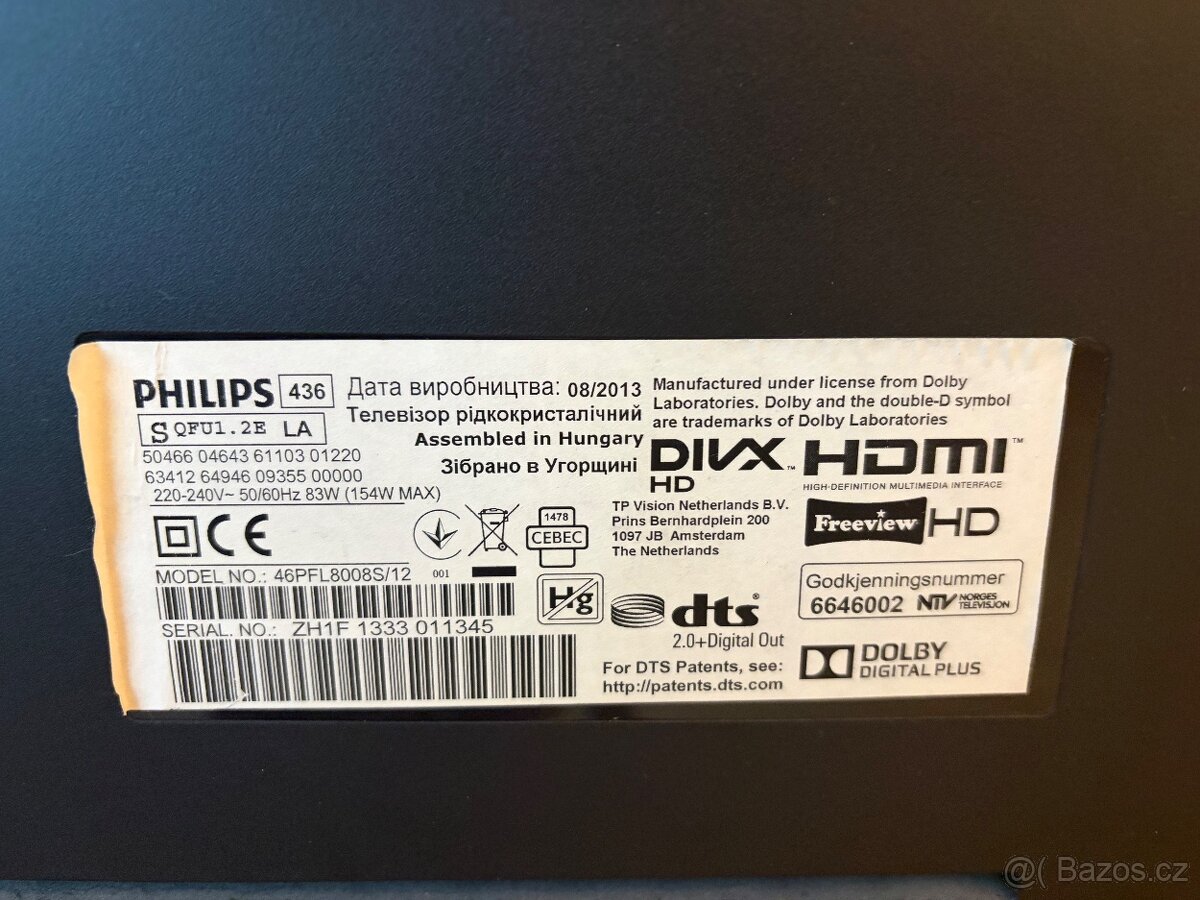 PHILIPS 436
S QFU1.2E LA
50466 04643 61103 01220
63412 64946 09355 00000
220-240V~ 50/60Hz 83W (154W MAX)
Дата виробництва: 08/2013
Телевізор рідкокристалічний
Assembled in Hungary
Зібрано в Угорщині
Manufactured under license from Dolby
Laboratories. Dolby and the double-D symbol
are trademarks of Dolby Laboratories
DIVX™
HD
HDMI™
HIGH-DEFINITION MULTIMEDIA INTERFACE
CE
1478
CEBEC
TP Vision Netherlands B.V.
Prins Bernhardplein 200
1097 JB Amsterdam
The Netherlands
Freeview HD
MODEL NO.: 46PFL8008S/12 001
SERIAL. NO.: ZH1F 1333 011345
Hg
dts®
2.0+Digital Out
For DTS Patents, see:
http://patents.dts.com
Godkjenningsnummer
6646002 NTV NORGES
TELEVISJON
DOLBY
DIGITAL PLUS
@( Bazos.cz